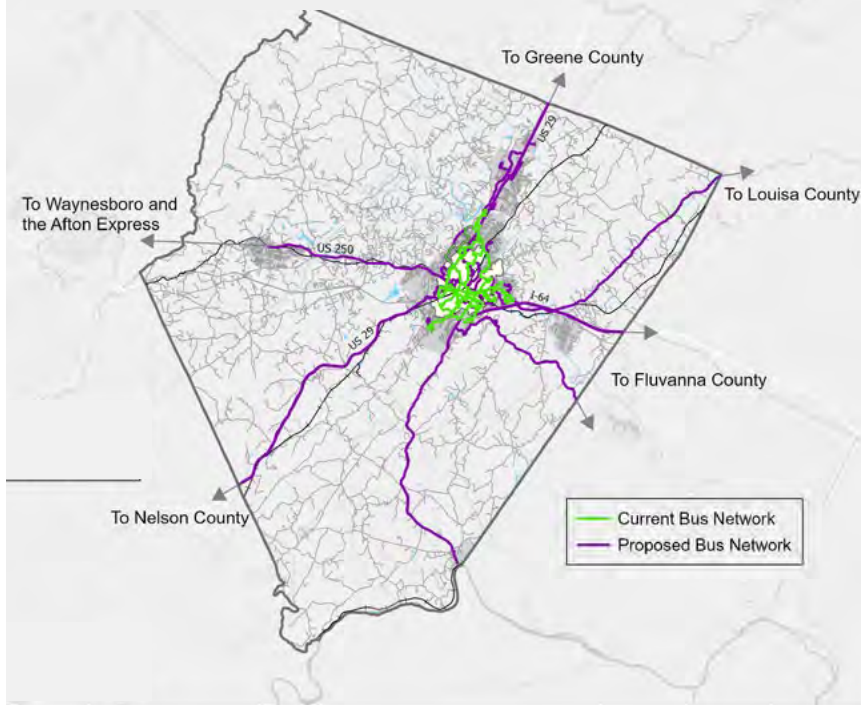 To Greene County
US 29
To Louisa County
To Waynesboro and
the Afton Express
US 250
I-64
US 29
To Fluvanna County
To Nelson County
Current Bus Network
Proposed Bus Network